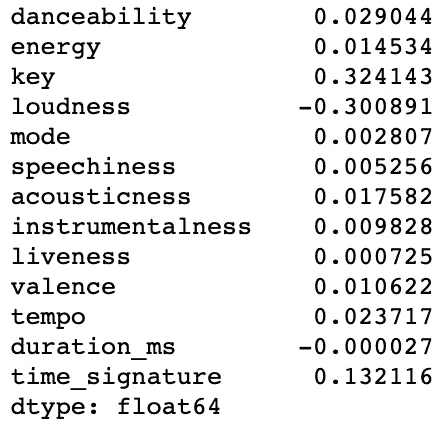 danceability 0.029044
energy 0.014534
key 0.324143
loudness -0.300891
mode 0.002807
speechiness 0.005256
acousticness 0.017582
instrumentalness 0.009828
liveness 0.000725
valence 0.010622
tempo 0.023717
duration_ms -0.000027
time_signature 0.132116
dtype: float64